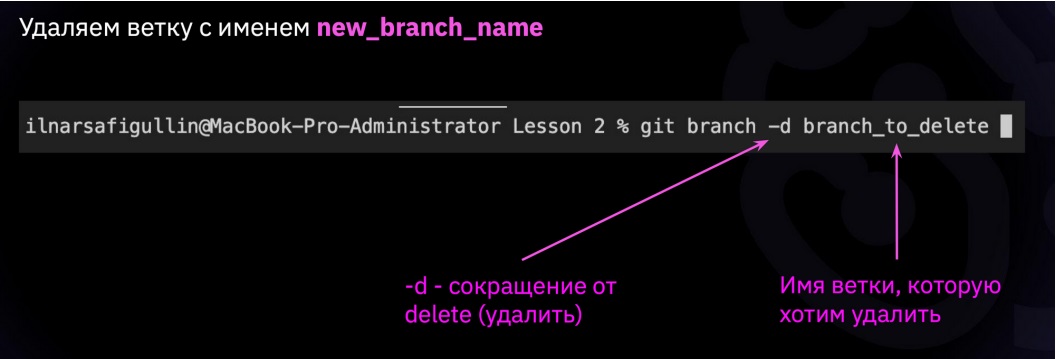 Удаляем ветку с именем new_branch_name
ilnarsafigullin@MacBook-Pro-Administrator Lesson 2 % git branch -d branch_to_delete
-d - сокращение от
delete (удалить)
Имя ветки, которую
хотим удалить